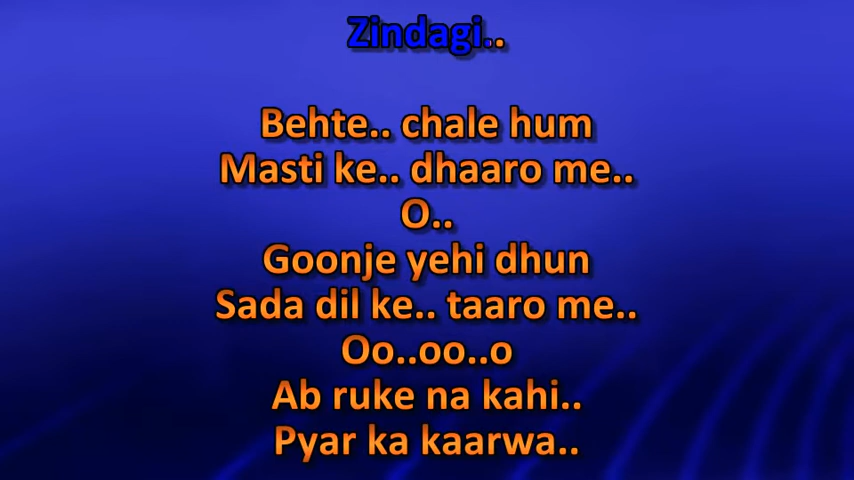 Zindagi..
Behte.. chale hum
Masti ke.. dhaaro me..
O..
Goonje yehi dhun
Sada dil ke.. taaro me..
Oo..oo..o
Ab ruke na kahi..
Pyar ka kaarwa..